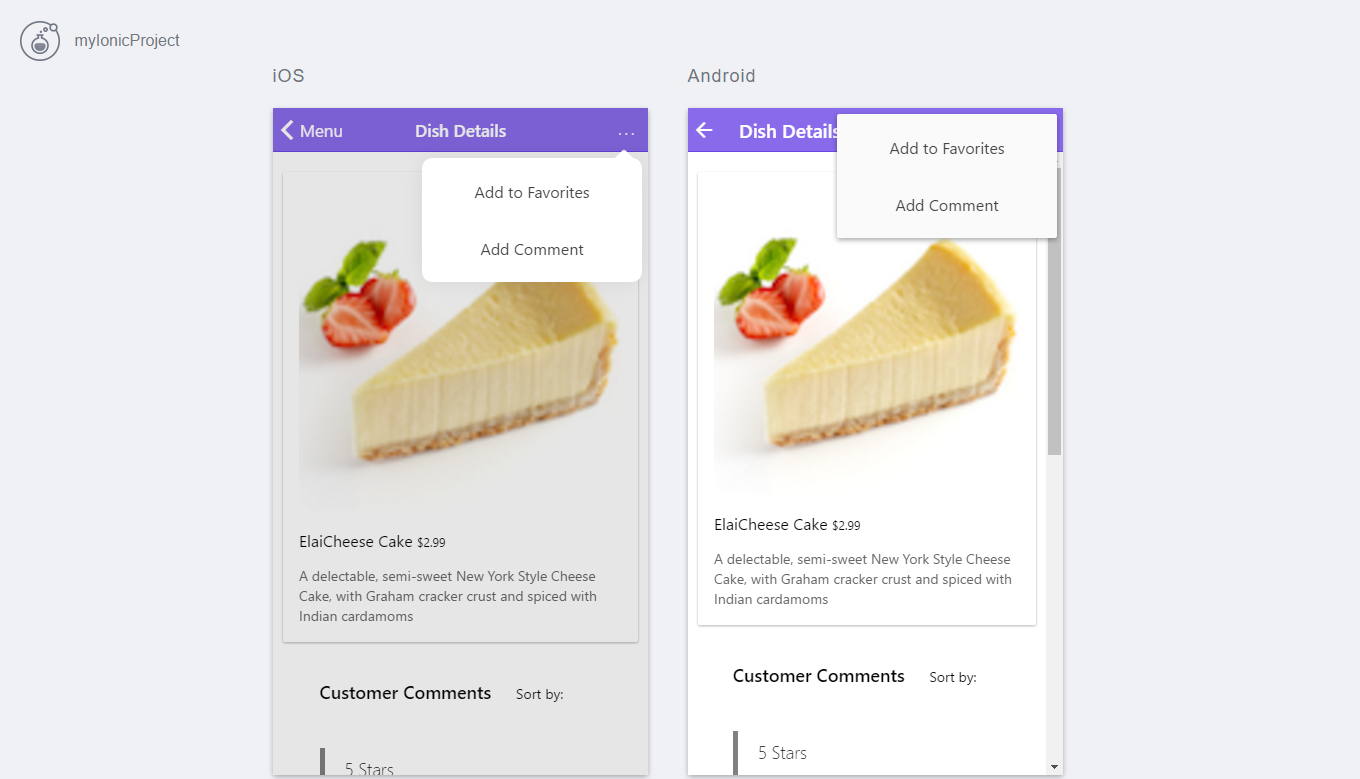 myIonicProject
iOS
Menu
Dish Details
...
Add to Favorites
Add Comment
ElaiCheese Cake $2.99
A delectable, semi-sweet New York Style Cheese
Cake, with Graham cracker crust and spiced with
Indian cardamoms
Customer Comments
Sort by:
5 Stars
Android
Dish Details
Add to Favorites
Add Comment
ElaiCheese Cake $2.99
A delectable, semi-sweet New York Style Cheese
Cake, with Graham cracker crust and spiced with
Indian cardamoms
Customer Comments
Sort by:
5 Stars